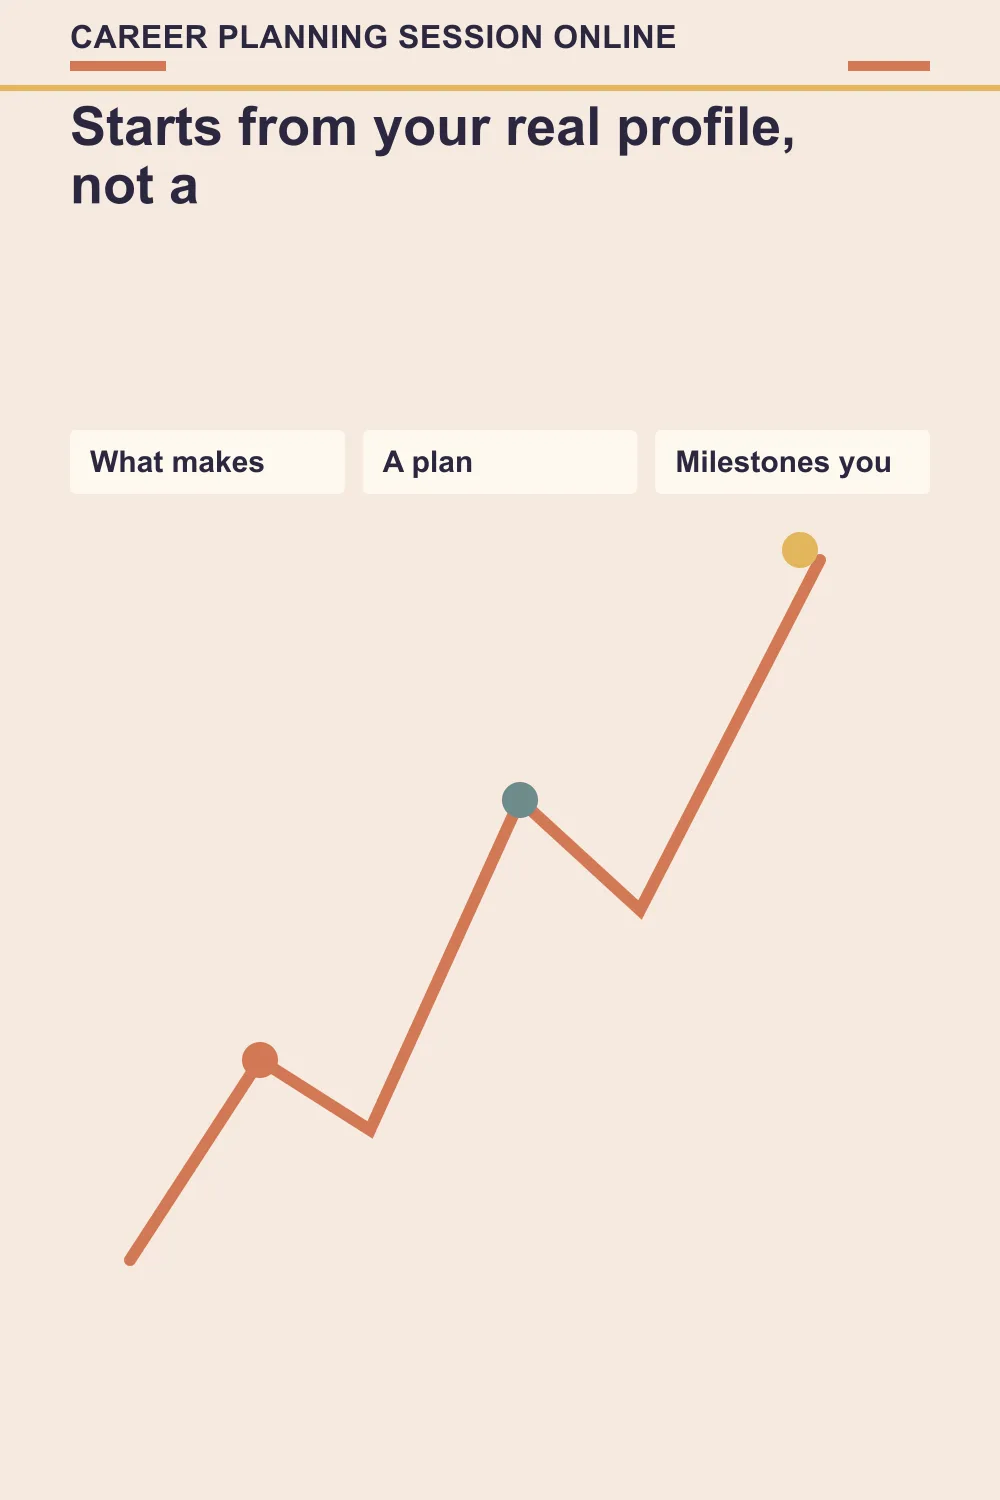 CAREER PLANNING SESSION ONLINE
Starts from your real profile,
not a
What makes
A plan
Milestones you